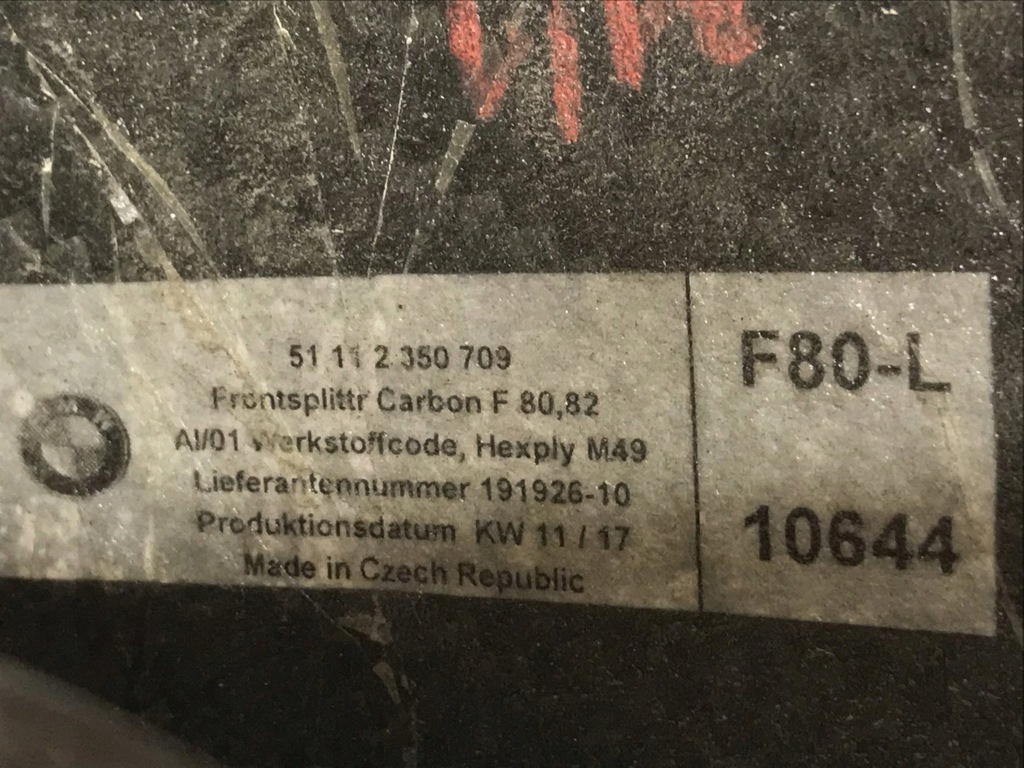 51 11 2 350 709
Frontsplittr Carbon F 80,82
AI/01 Werkstoffcode, Hexply M49
Lieferantennummer 191926-10
Produktionsdatum KW 11 / 17
Made in Czech Republic
F80-L
10644